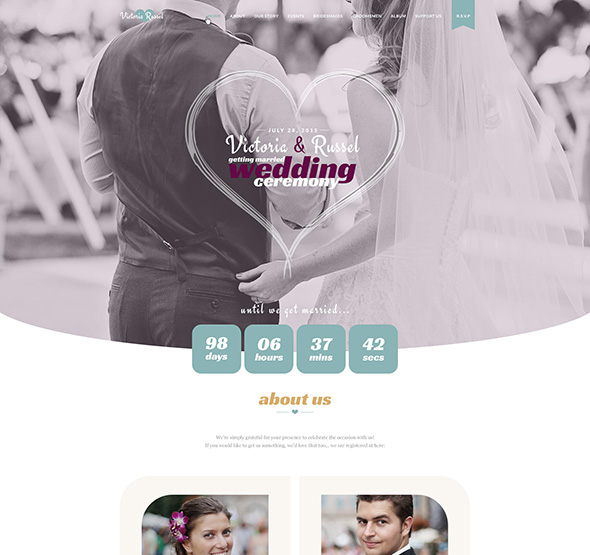 Victoria Russel
HOME ABOUT OUR STORY EVENTS BRIDESMAIDS GROOMSMEN ALBUM SUPPORT US R.S.V.P
JULY 28, 2015
Victoria & Russel
getting married
wedding
ceremony
until we get married...
98 06 37 42
days hours mins secs
about us
We're simply grateful for your presence to celebrate the occasion with us!
If you would like to get us something, we'd love that too... we are registered at here: